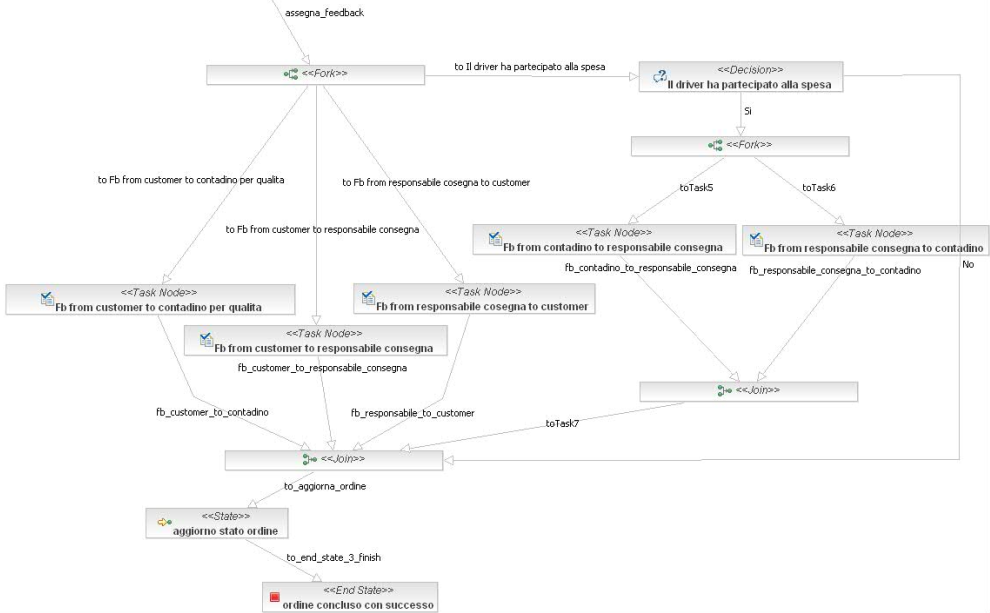 assegna_feedback
<<Fork>>
to Il driver ha partecipato alla spesa
<<Decision>>
Il driver ha partecipato alla spesa
Si
<<Fork>>
to Fb from customer to contadino per qualita
to Fb from responsabile cosegna to customer
toTask5
toTask6
to Fb from customer to responsabile consegna
<<Task Node>>
Fb from contadino to responsabile consegna
<<Task Node>>
Fb from responsabile consegna to contadino
fb_contadino_to_responsabile_consegna
fb_responsabile_consegna_to_contadino
No
<<Task Node>>
Fb from customer to contadino per qualita
<<Task Node>>
Fb from responsabile cosegna to customer
<<Task Node>>
Fb from customer to responsabile consegna
fb_customer_to_responsabile_consegna
<<Join>>
fb_customer_to_contadino
fb_responsabile_to_customer
toTask7
<<Join>>
to_aggiorna_ordine
<<State>>
aggiorno stato ordine
to_end_state_3_finish
<<End State>>
ordine concluso con successo